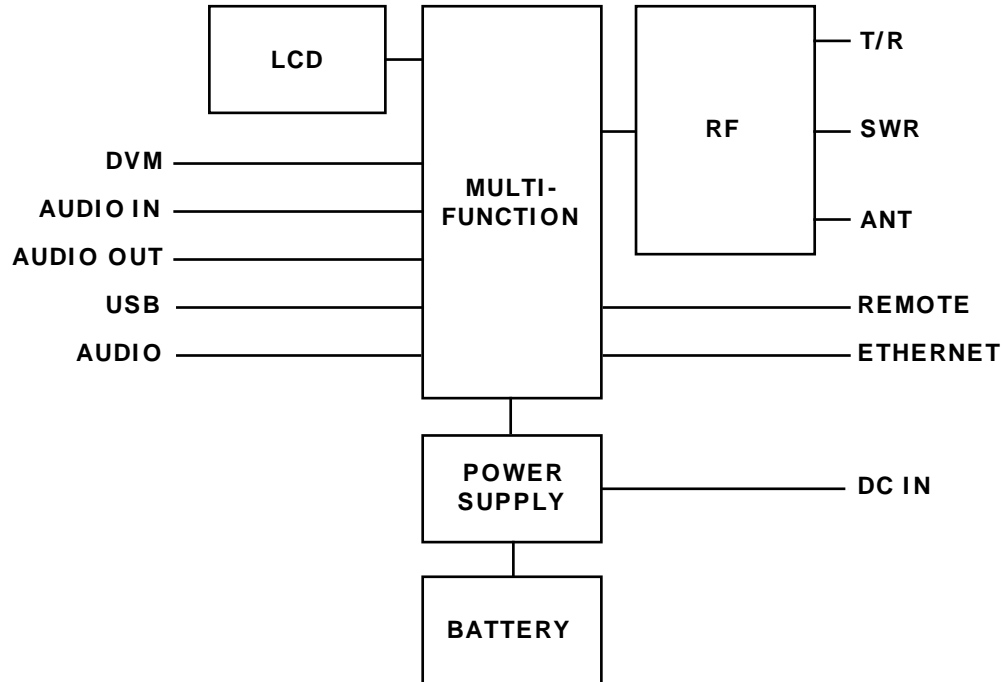 LCD
T/R
RF
SWR
DVM
MULTI-
FUNCTION
AUDIO IN
ANT
AUDIO OUT
USB
REMOTE
AUDIO
ETHERNET
POWER
SUPPLY
DC IN
BATTERY